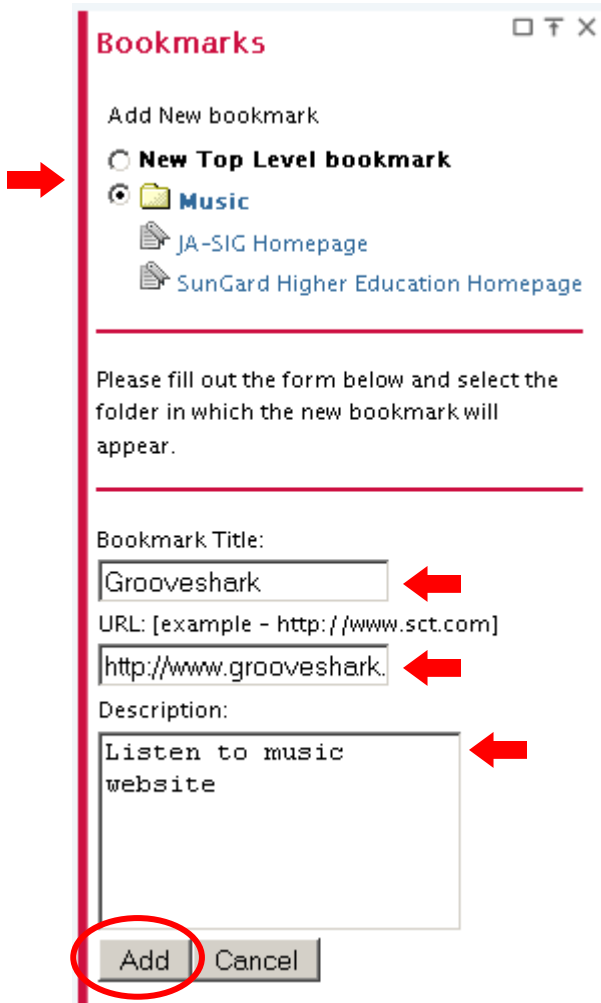 Bookmarks
Add New bookmark
New Top Level bookmark
Music
JA-SIG Homepage
SunGard Higher Education Homepage
Please fill out the form below and select the
folder in which the new bookmark will
appear.
Bookmark Title:
Grooveshark
URL: [example - http://www.sct.com]
http://www.grooveshark.
Description:
Listen to music
website
Add Cancel